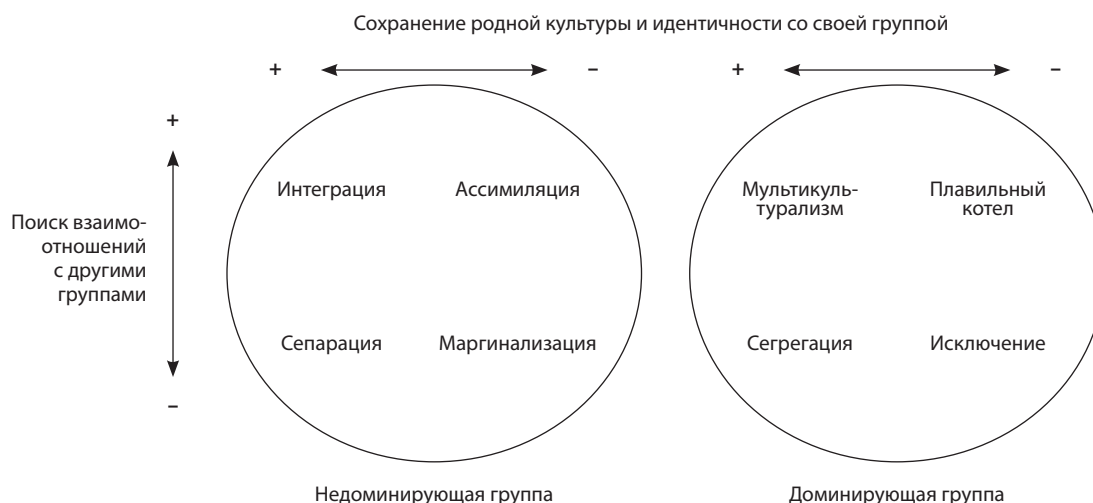 Сохранение родной культуры и идентичности со своей группой
+ – + –
+
Интеграция Ассимиляция Мультикуль- Плавильный
турализм котел
Поиск взаимо-
отношений
с другими
группами
Сепарация Маргинализация Сегрегация Исключение
–
Недоминирующая группа Доминирующая группа